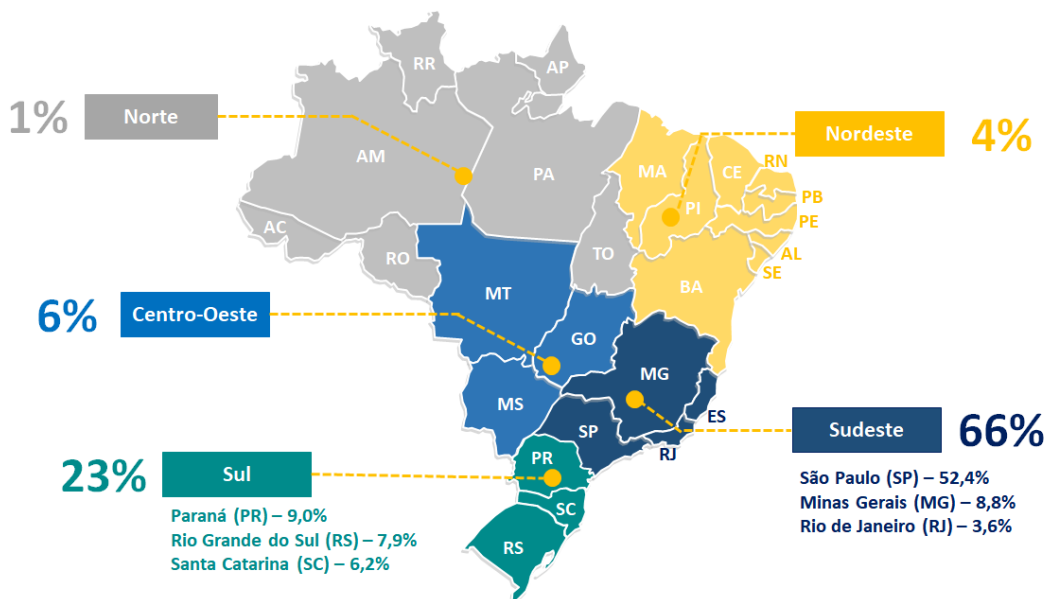 RR
AP
1%
Norte
Nordeste
4%
AM
PA
MA
CE
RN
PI
PB
PE
AC
RO
TO
AL
SE
BA
MT
6%
Centro-Oeste
GO
MG
MS
ES
SP
RJ
Sudeste
66%
São Paulo (SP) – 52,4%
Minas Gerais (MG) – 8,8%
Rio de Janeiro (RJ) – 3,6%
PR
23%
Sul
SC
RS
Paraná (PR) – 9,0%
Rio Grande do Sul (RS) – 7,9%
Santa Catarina (SC) – 6,2%